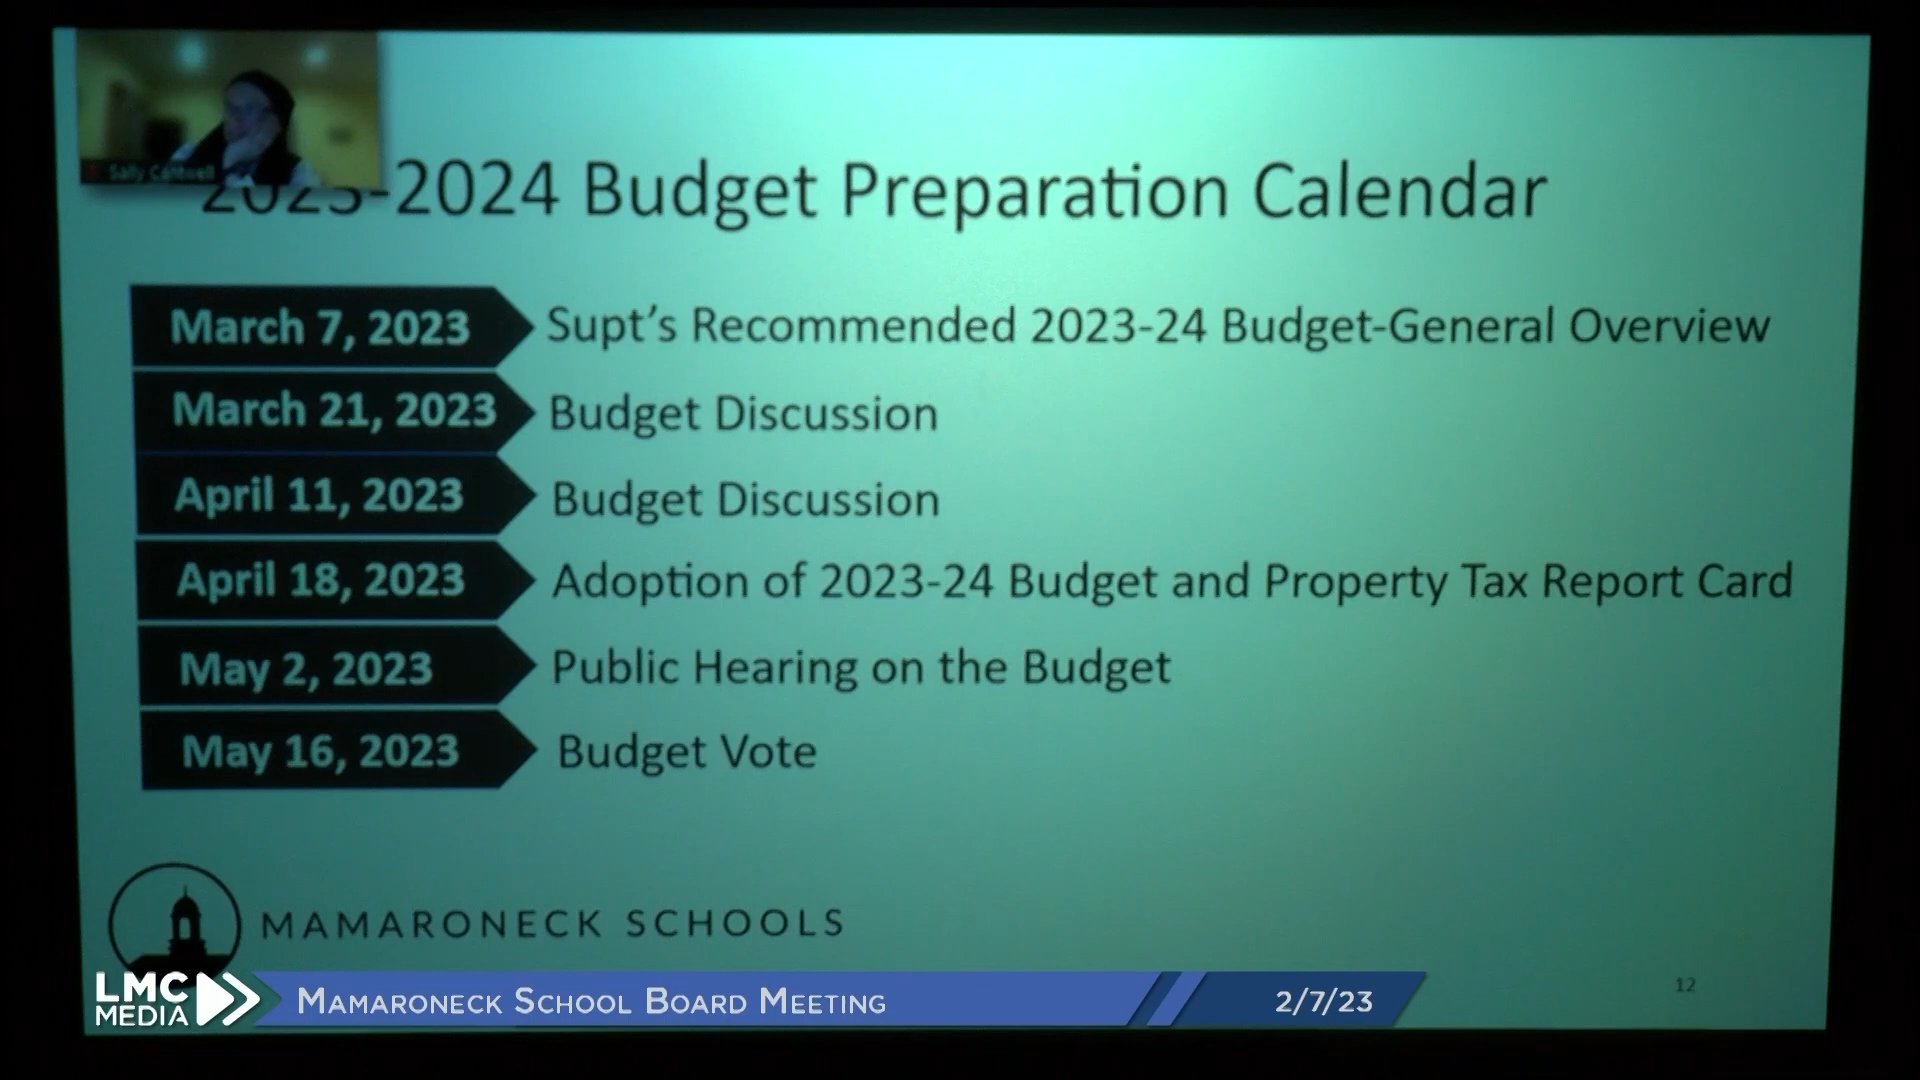 Sally Cantwell
2023-2024 Budget Preparation Calendar
March 7, 2023 Supt's Recommended 2023-24 Budget-General Overview
March 21, 2023 Budget Discussion
April 11, 2023 Budget Discussion
April 18, 2023 Adoption of 2023-24 Budget and Property Tax Report Card
May 2, 2023 Public Hearing on the Budget
May 16, 2023 Budget Vote
MAMARONECK SCHOOLS
12
LMC
MEDIA
MAMARONECK SCHOOL BOARD MEETING 2/7/23